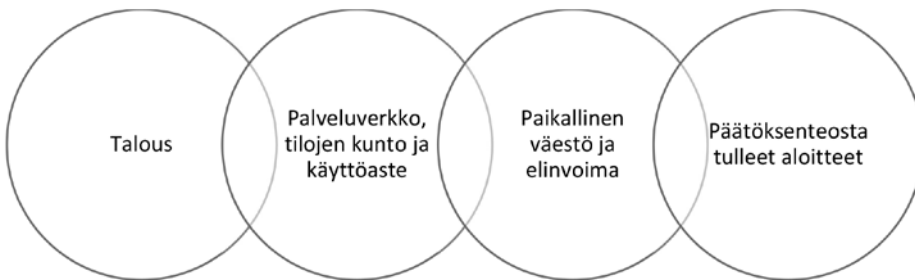 Talous
Palveluverkko,
tilojen kunto ja
käyttöaste
Paikallinen
väestö ja
elinvoima
Päätöksenteosta
tulleet aloitteet